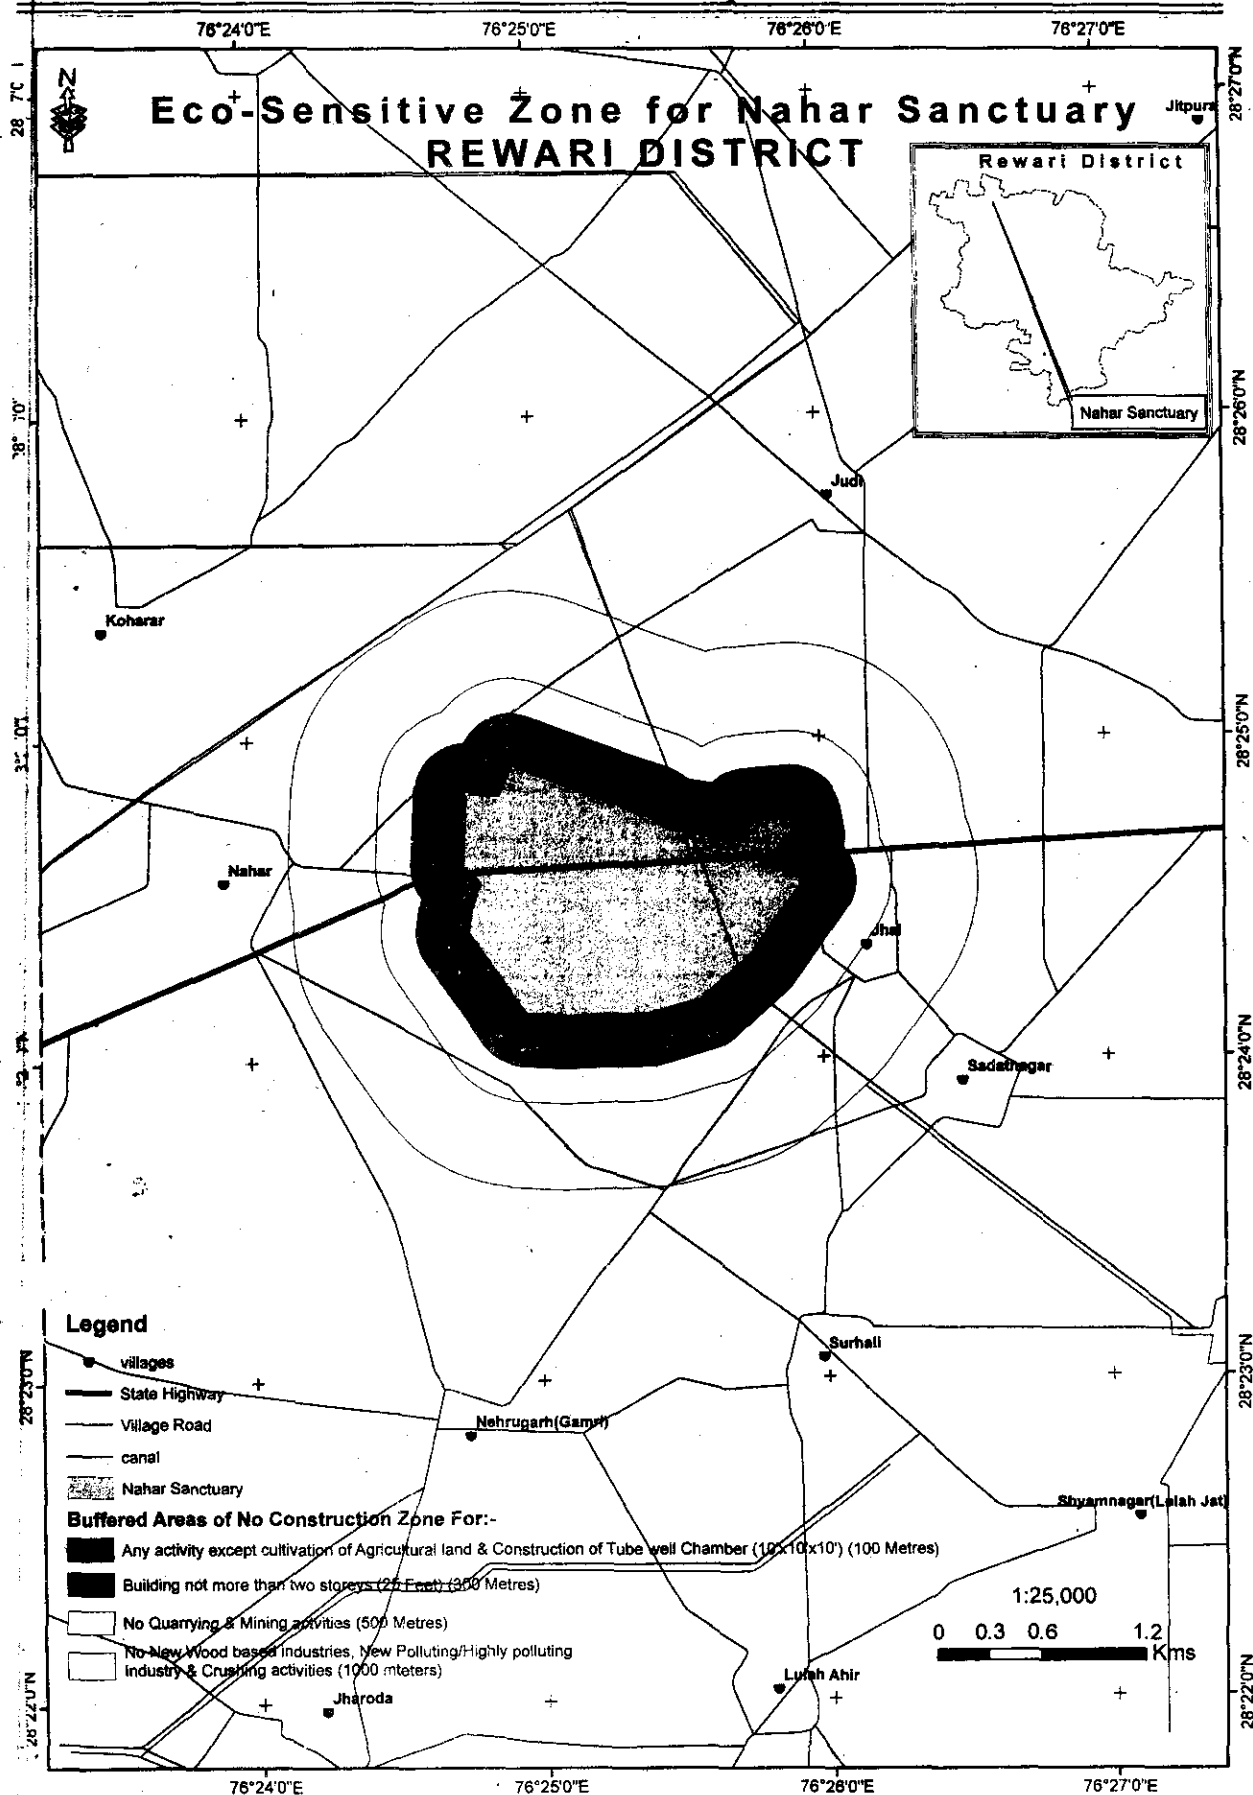 76°24'0"E 76°25'0"E 76°26'0"E 76°27'0"E
N
Eco-Sensitive Zone for Nahar Sanctuary
REWARI DISTRICT
Jitpura
28°27'0"N
Rewari District
Nahar Sanctuary
28°26'0"N
Judi
Koharar
28°25'0"N
Nahar
Jhal
28°24'0"N
Sadatnagar
Legend
villages
State Highway
Village Road
canal
Nahar Sanctuary
Buffered Areas of No Construction Zone For:-
Any activity except cultivation of Agricultural land & Construction of Tube well Chamber (10'x10'x10') (100 Metres)
Building not more than two storeys (25 Feet) (300 Metres)
No Quarrying & Mining activities (500 Metres)
No New Wood based industries, New Polluting/Highly polluting
industry & Crushing activities (1000 mteters)
Surhali
28°23'0"N 28°23'0"N
Nehrugarh(Gamri)
Shyamnagar(Lalah Jat)
1:25,000
0 0.3 0.6 1.2
Kms
Lulah Ahir
Jharoda
28°22'0"N 28°22'0"N
76°24'0"E 76°25'0"E 76°26'0"E 76°27'0"E